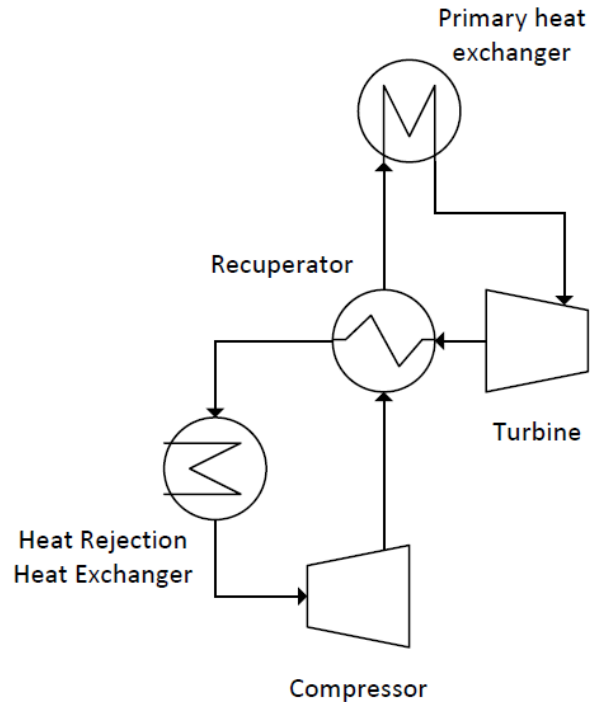 Primary heat
exchanger
Recuperator
Turbine
Heat Rejection
Heat Exchanger
Compressor